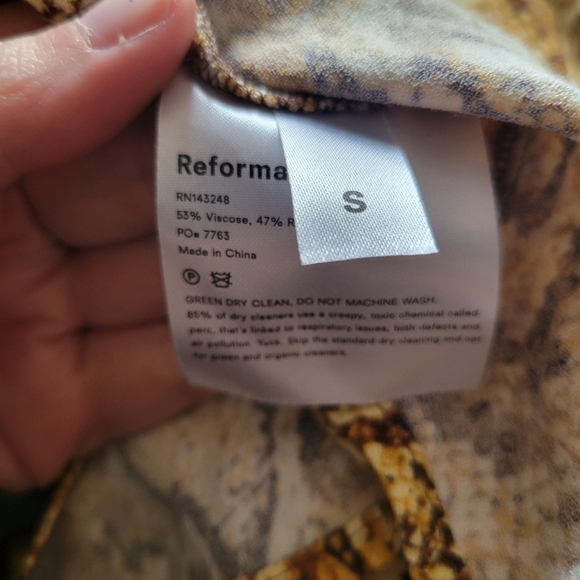 Reforma
S
RN143248
53% Viscose, 47% R
PO# 7763
Made in China
P
GREEN DRY CLEAN. DO NOT MACHINE WASH.
85% of dry cleaners use a creepy, toxic chemical called
perc, that's linked to respiratory issues, birth defects and
air pollution. Yuck. Skip the standard dry cleaning and opt
for green and organic cleaners.